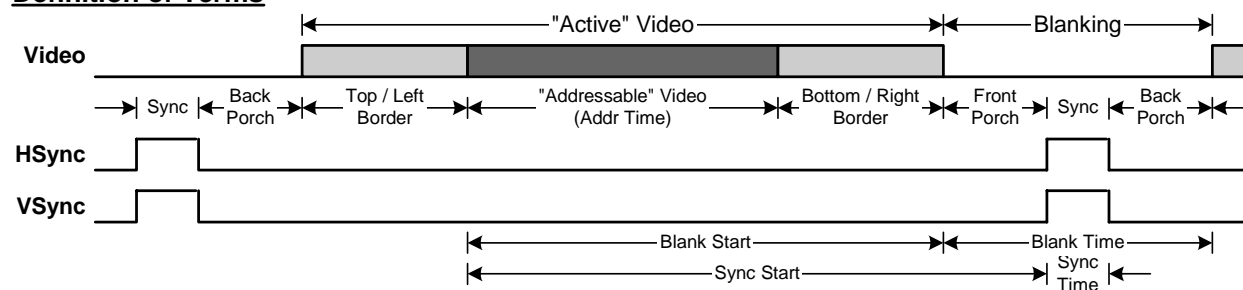 Definition of Terms
"Active" Video
Blanking
Video
Sync
Back
Porch
Top / Left
Border
"Addressable" Video
(Addr Time)
Bottom / Right
Border
Front
Porch
Sync
Back
Porch
HSync
VSync
Blank Start
Blank Time
Sync Start
Sync
Time